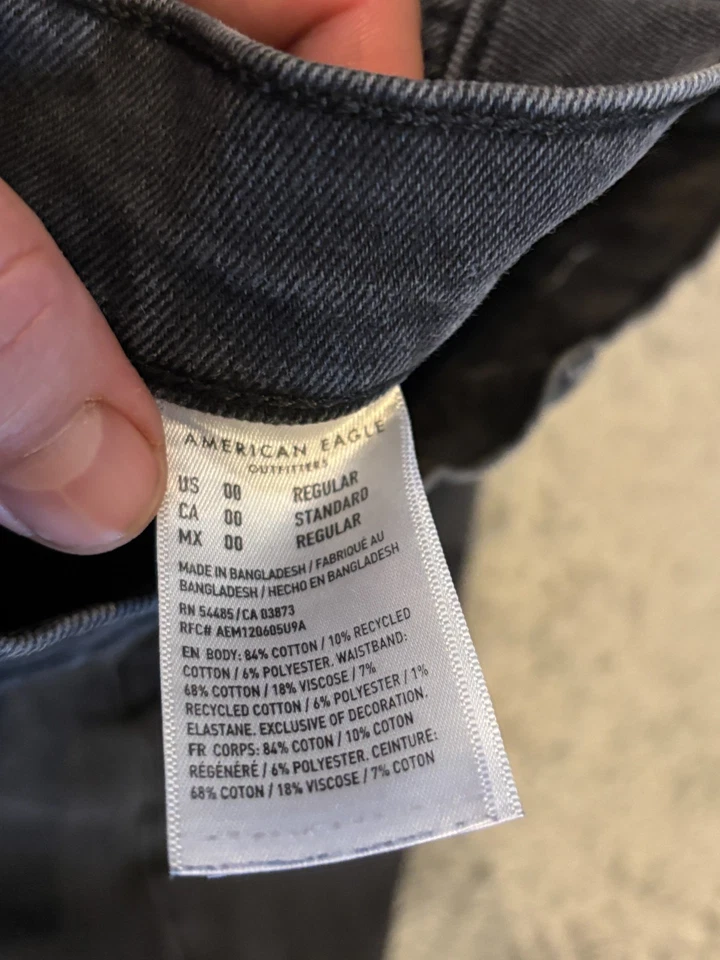 AMERICAN EAGLE
OUTFITTERS
US 00 REGULAR
CA 00 STANDARD
MX 00 REGULAR
MADE IN BANGLADESH / FABRIQUÉ AU
BANGLADESH / HECHO EN BANGLADESH
RN 54485/CA 03873
RFC# AEM120605U9A
EN BODY: 84% COTTON / 10% RECYCLED
COTTON / 6% POLYESTER. WAISTBAND:
68% COTTON / 18% VISCOSE / 7%
RECYCLED COTTON / 6% POLYESTER / 1%
ELASTANE. EXCLUSIVE OF DECORATION.
FR CORPS: 84% COTON / 10% COTON
RÉGÉNÉRÉ / 6% POLYESTER. CEINTURE:
68% COTON / 18% VISCOSE / 7% COTON